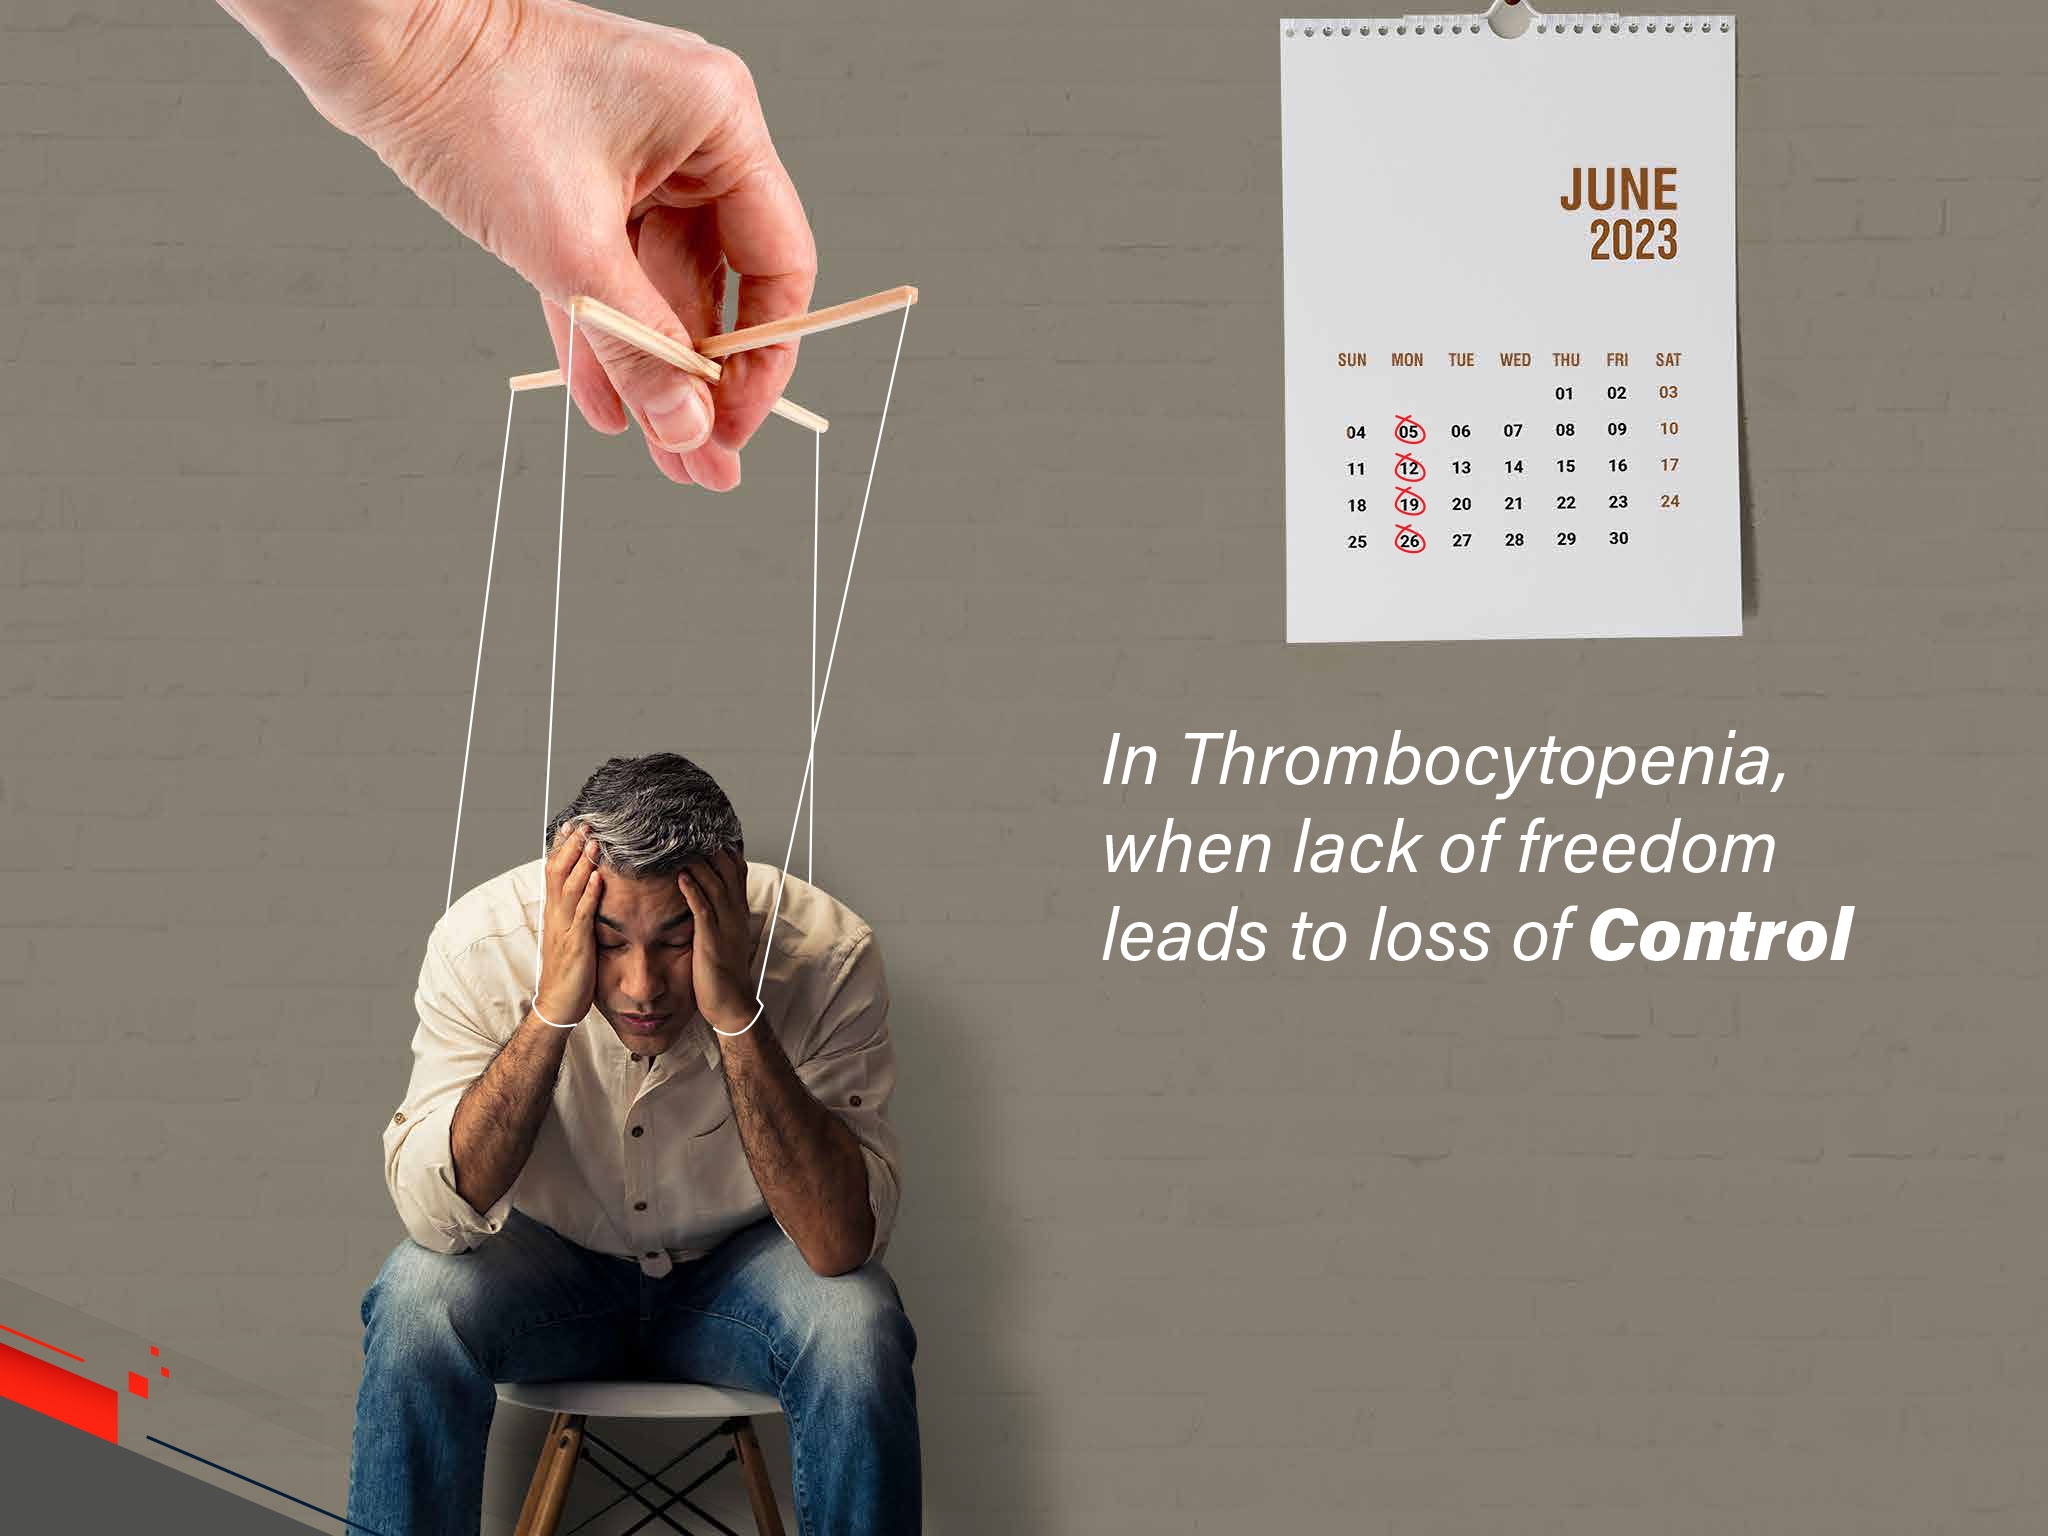 JUNE
2023
SUN MON TUE WED THU FRI SAT
01 02 03
04 05 06 07 08 09 10
11 12 13 14 15 16 17
18 19 20 21 22 23 24
25 26 27 28 29 30
In Thrombocytopenia,
when lack of freedom
leads to loss of Control